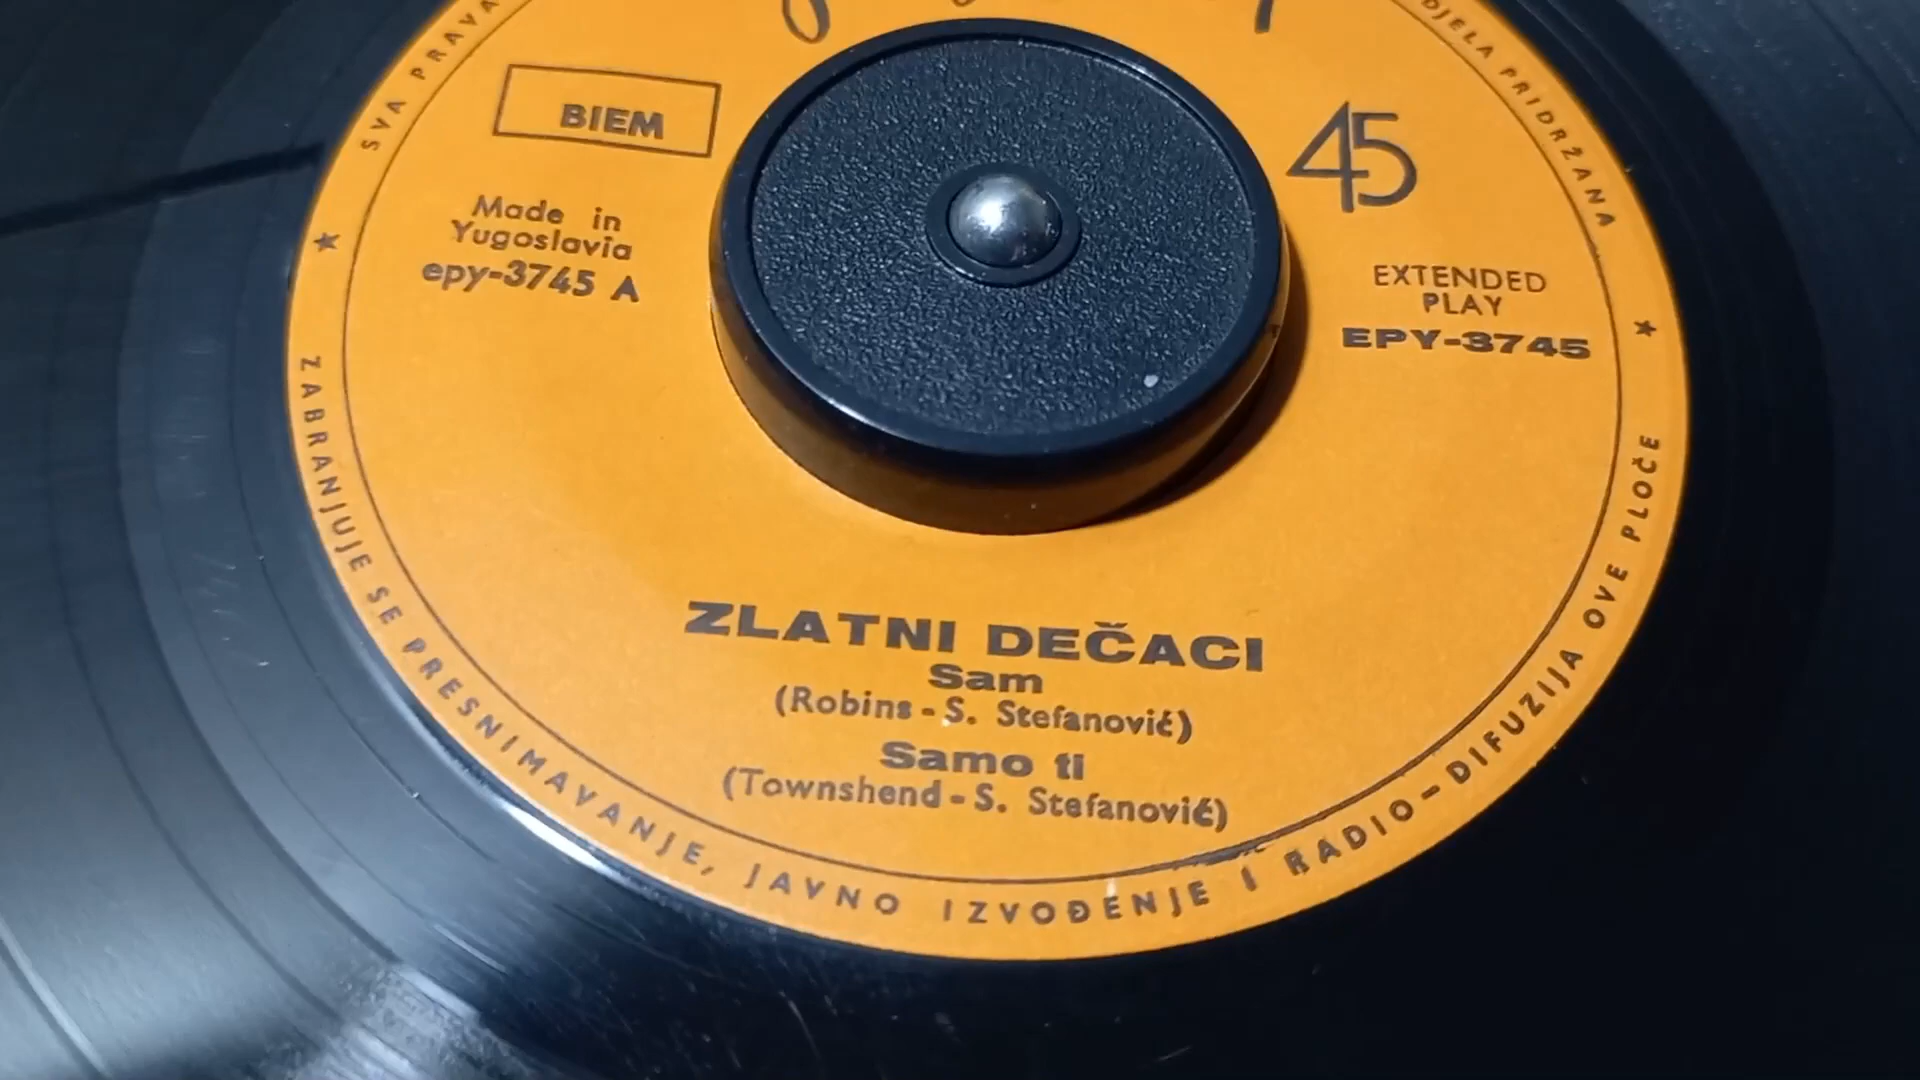 BIEM
45
Made in
Yugoslavia
epy-3745 A
EXTENDED
PLAY
EPY-3745
ZLATNI DEČACI
Sam
(Robins - S. Stefanović)
Samo ti
(Townshend - S. Stefanović)
SVA PRAVA
DJELA PRIDRŽANA
★ ZABRANJUJE SE PRESNIMAVANJE, JAVNO IZVOĐENJE I RADIO-DIFUZIJA OVE PLOČE ★